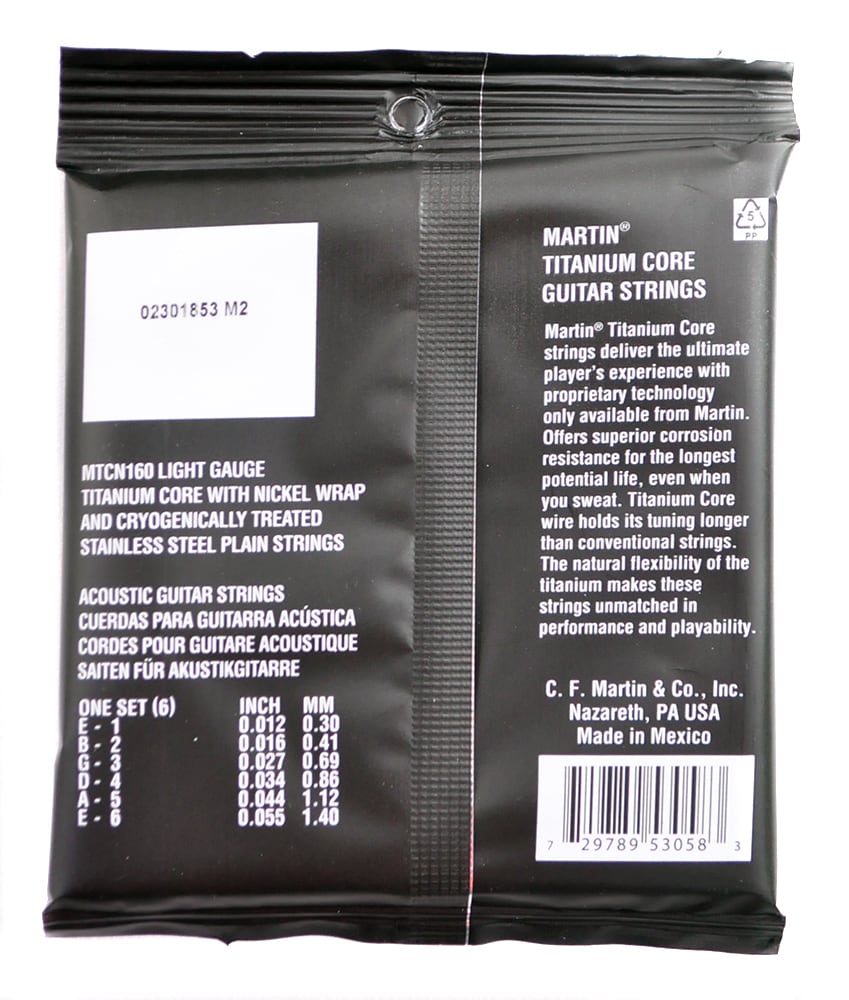 02301853 M2
MTCN160 LIGHT GAUGE
TITANIUM CORE WITH NICKEL WRAP
AND CRYOGENICALLY TREATED
STAINLESS STEEL PLAIN STRINGS
ACOUSTIC GUITAR STRINGS
CUERDAS PARA GUITARRA ACÚSTICA
CORDES POUR GUITARE ACOUSTIQUE
SAITEN FÜR AKUSTIKGITARRE
ONE SET (6) INCH MM
E - 1 0.012 0.30
B - 2 0.016 0.41
G - 3 0.027 0.69
D - 4 0.034 0.86
A - 5 0.044 1.12
E - 6 0.055 1.40
5
PP
MARTIN®
TITANIUM CORE
GUITAR STRINGS
Martin® Titanium Core
strings deliver the ultimate
player's experience with
proprietary technology
only available from Martin.
Offers superior corrosion
resistance for the longest
potential life, even when
you sweat. Titanium Core
wire holds its tuning longer
than conventional strings.
The natural flexibility of the
titanium makes these
strings unmatched in
performance and playability.
C. F. Martin & Co., Inc.
Nazareth, PA USA
Made in Mexico
7 29789 53058 3